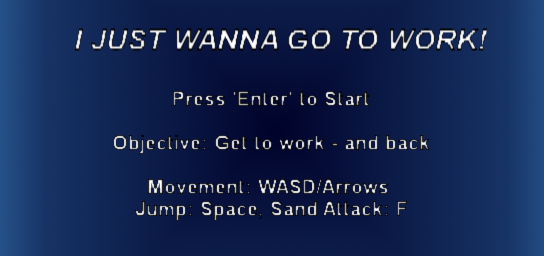 I JUST WANNA GO TO WORK!
Press 'Enter' to Start
Objective: Get to work - and back
Movement: WASD/Arrows
Jump: Space, Sand Attack: F